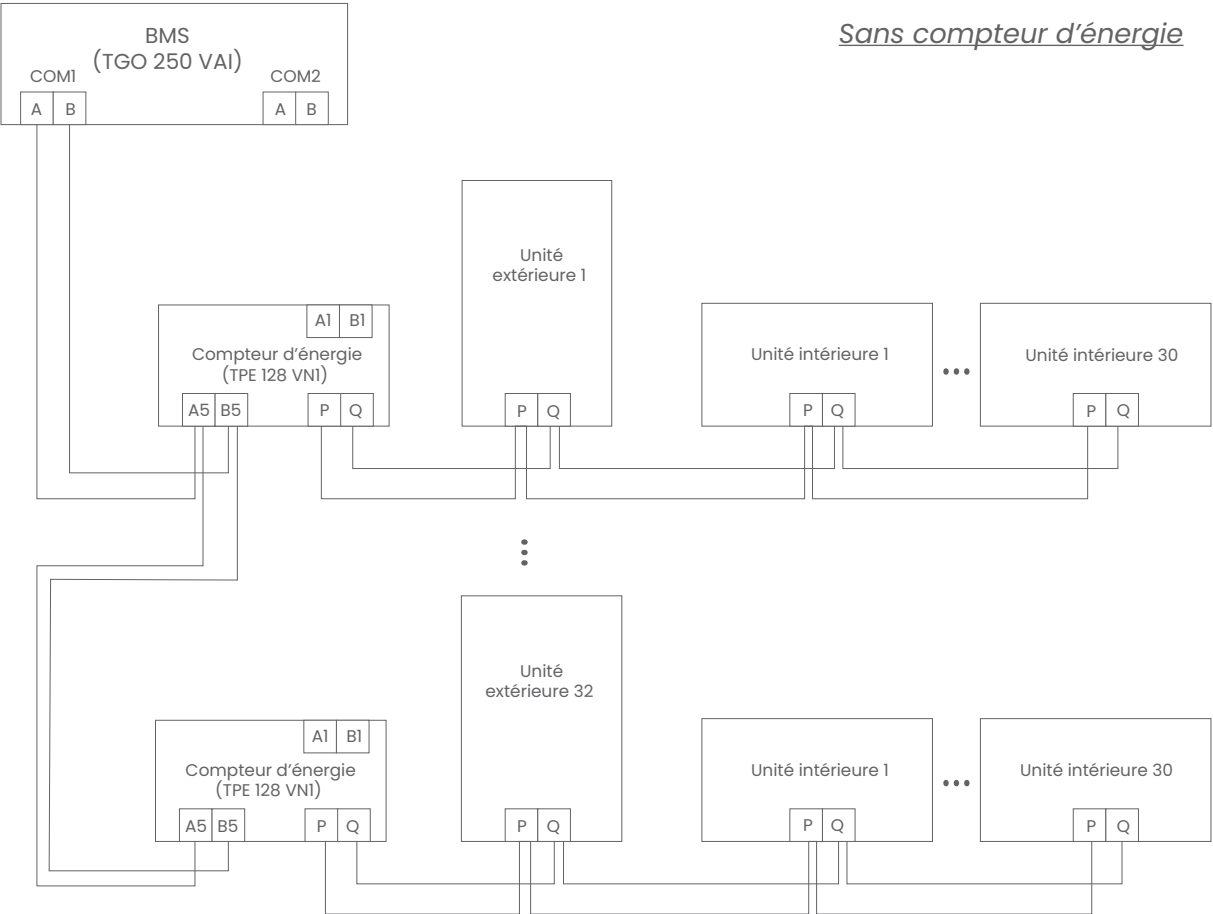 Sans compteur d’énergie
BMS
(TGO 250 VAI)
COM1
COM2
A B
A B
Unité
extérieure 1
A1 B1
Compteur d’énergie
(TPE 128 VN1)
A5 B5
P Q
P Q
Unité intérieure 1
P Q
...
Unité intérieure 30
P Q
...
Unité
extérieure 32
A1 B1
Compteur d’énergie
(TPE 128 VN1)
A5 B5
P Q
P Q
Unité intérieure 1
P Q
...
Unité intérieure 30
P Q